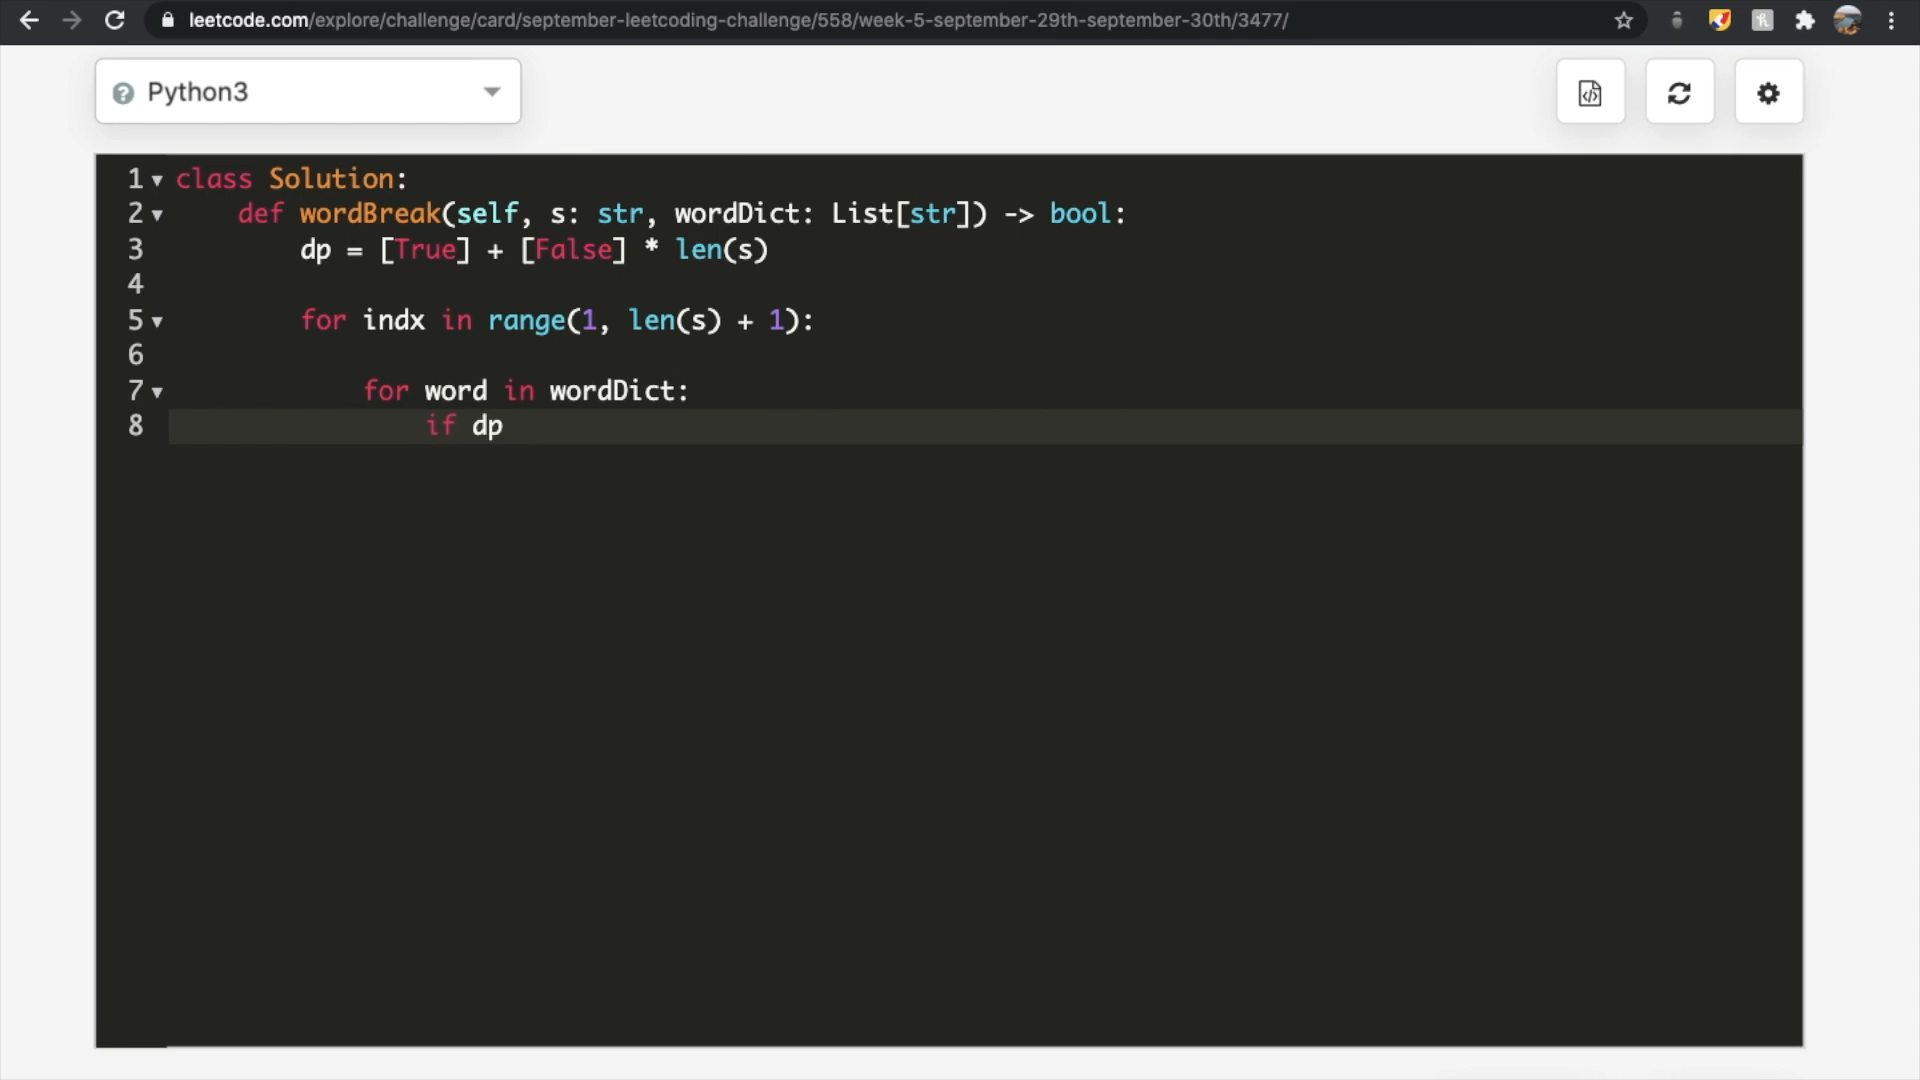 leetcode.com/explore/challenge/card/september-leetcoding-challenge/558/week-5-september-29th-september-30th/3477/
? Python3
1 class Solution:
2 def wordBreak(self, s: str, wordDict: List[str]) -> bool:
3 dp = [True] + [False] * len(s)
4
5 for indx in range(1, len(s) + 1):
6
7 for word in wordDict:
8 if dp